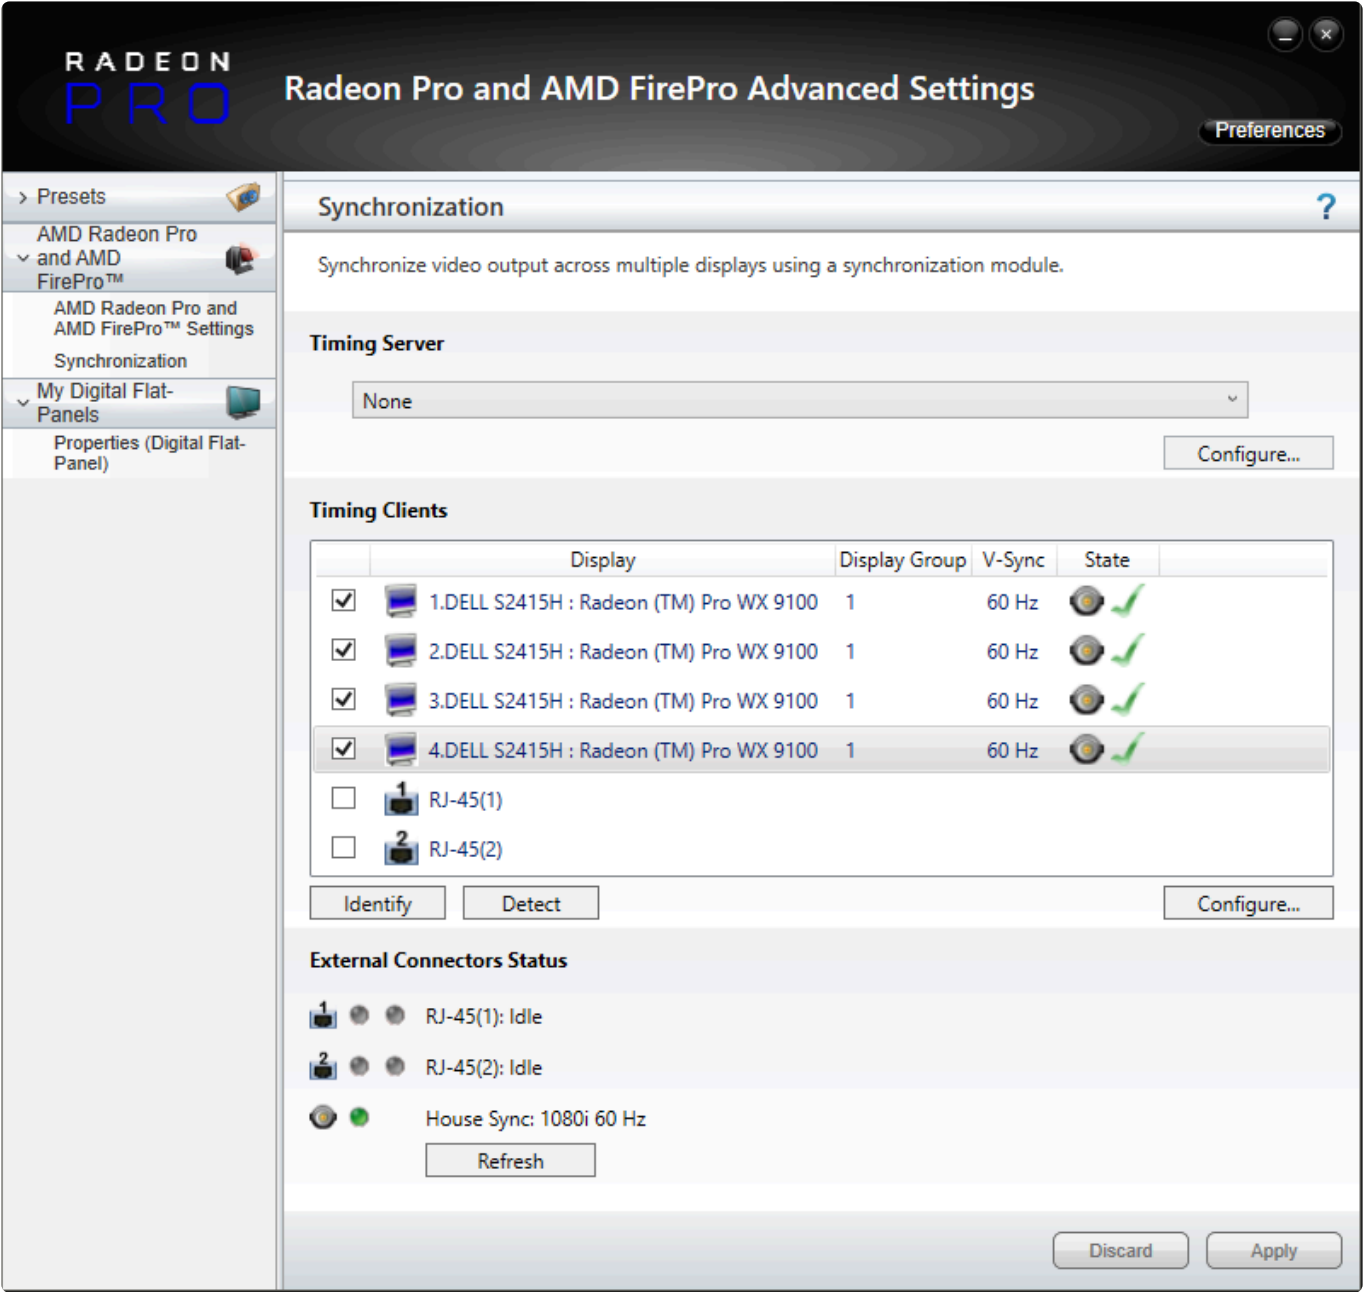 RADEON
PRO
Radeon Pro and AMD FirePro Advanced Settings
Preferences
Presets
AMD Radeon Pro
and AMD
FirePro™
AMD Radeon Pro and
AMD FirePro™ Settings
Synchronization
My Digital Flat-
Panels
Properties (Digital Flat-
Panel)
Synchronization
?
Synchronize video output across multiple displays using a synchronization module.
Timing Server
None
Configure...
Timing Clients
Display Display Group V-Sync State
1.DELL S2415H : Radeon (TM) Pro WX 9100 1 60 Hz
2.DELL S2415H : Radeon (TM) Pro WX 9100 1 60 Hz
3.DELL S2415H : Radeon (TM) Pro WX 9100 1 60 Hz
4.DELL S2415H : Radeon (TM) Pro WX 9100 1 60 Hz
1 RJ-45(1)
2 RJ-45(2)
Identify Detect Configure...
External Connectors Status
1 RJ-45(1): Idle
2 RJ-45(2): Idle
House Sync: 1080i 60 Hz
Refresh
Discard Apply